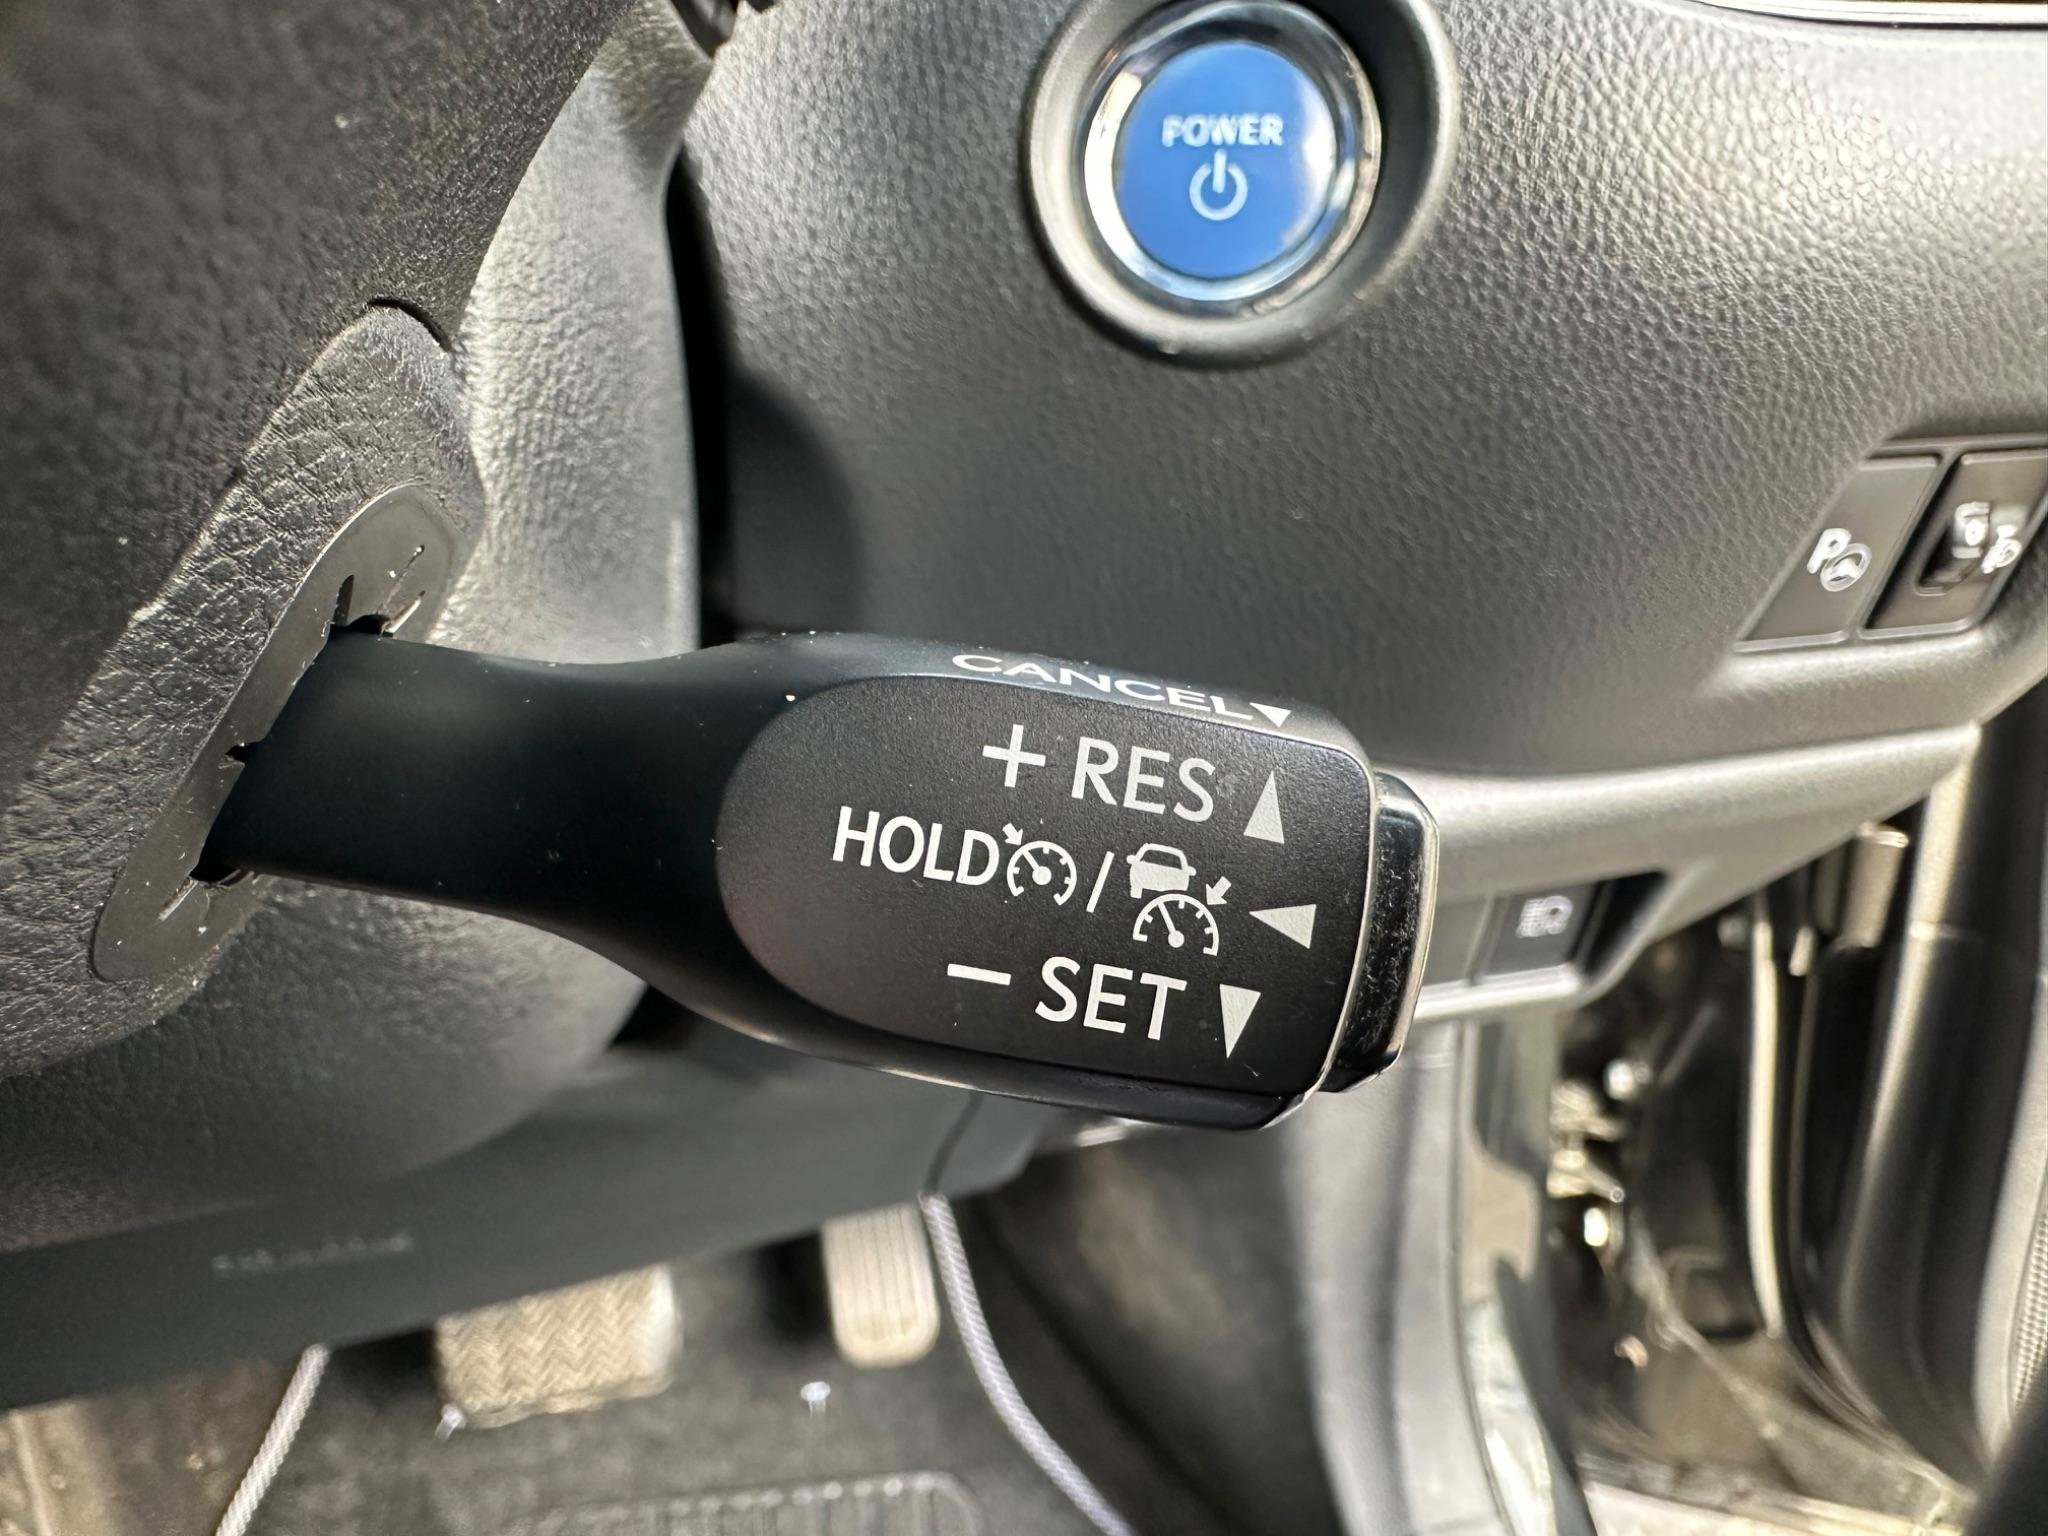 POWER
P
CANCEL
+ RES
HOLD /
− SET